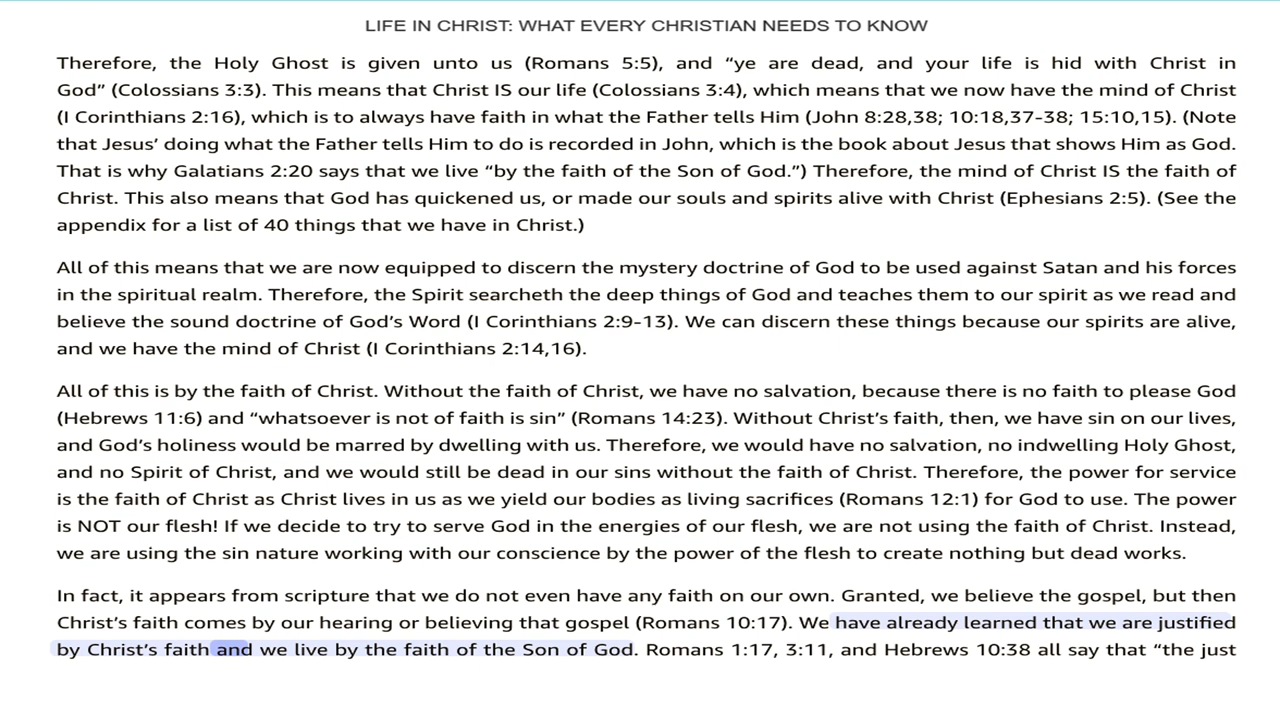 LIFE IN CHRIST: WHAT EVERY CHRISTIAN NEEDS TO KNOW
Therefore, the Holy Ghost is given unto us (Romans 5:5), and “ye are dead, and your life is hid with Christ in
God” (Colossians 3:3). This means that Christ IS our life (Colossians 3:4), which means that we now have the mind of Christ
(I Corinthians 2:16), which is to always have faith in what the Father tells Him (John 8:28,38; 10:18,37-38; 15:10,15). (Note
that Jesus’ doing what the Father tells Him to do is recorded in John, which is the book about Jesus that shows Him as God.
That is why Galatians 2:20 says that we live “by the faith of the Son of God.”) Therefore, the mind of Christ IS the faith of
Christ. This also means that God has quickened us, or made our souls and spirits alive with Christ (Ephesians 2:5). (See the
appendix for a list of 40 things that we have in Christ.)
All of this means that we are now equipped to discern the mystery doctrine of God to be used against Satan and his forces
in the spiritual realm. Therefore, the Spirit searcheth the deep things of God and teaches them to our spirit as we read and
believe the sound doctrine of God’s Word (I Corinthians 2:9-13). We can discern these things because our spirits are alive,
and we have the mind of Christ (I Corinthians 2:14,16).
All of this is by the faith of Christ. Without the faith of Christ, we have no salvation, because there is no faith to please God
(Hebrews 11:6) and “whatsoever is not of faith is sin” (Romans 14:23). Without Christ’s faith, then, we have sin on our lives,
and God’s holiness would be marred by dwelling with us. Therefore, we would have no salvation, no indwelling Holy Ghost,
and no Spirit of Christ, and we would still be dead in our sins without the faith of Christ. Therefore, the power for service
is the faith of Christ as Christ lives in us as we yield our bodies as living sacrifices (Romans 12:1) for God to use. The power
is NOT our flesh! If we decide to try to serve God in the energies of our flesh, we are not using the faith of Christ. Instead,
we are using the sin nature working with our conscience by the power of the flesh to create nothing but dead works.
In fact, it appears from scripture that we do not even have any faith on our own. Granted, we believe the gospel, but then
Christ’s faith comes by our hearing or believing that gospel (Romans 10:17). We have already learned that we are justified
by Christ’s faith and we live by the faith of the Son of God. Romans 1:17, 3:11, and Hebrews 10:38 all say that “the just